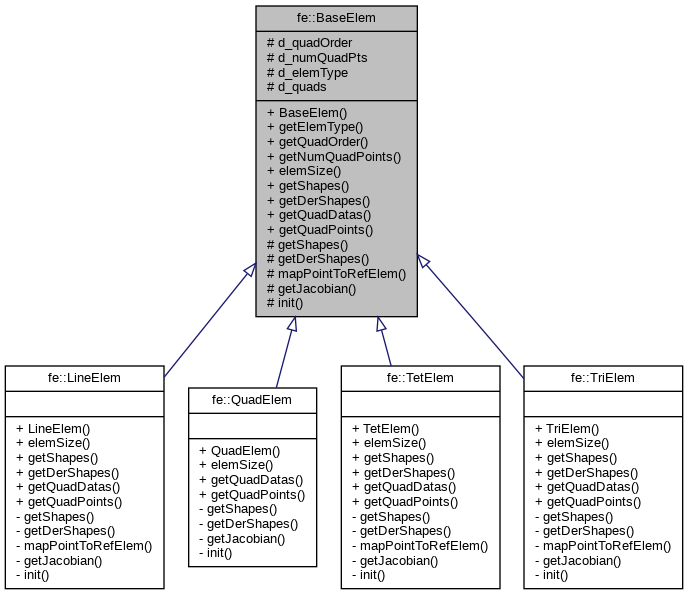 fe::BaseElem
# d_quadOrder
# d_numQuadPts
# d_elemType
# d_quads
+ BaseElem()
+ getElemType()
+ getQuadOrder()
+ getNumQuadPoints()
+ elemSize()
+ getShapes()
+ getDerShapes()
+ getQuadDatas()
+ getQuadPoints()
# getShapes()
# getDerShapes()
# mapPointToRefElem()
# getJacobian()
# init()
fe::LineElem
+ LineElem()
+ elemSize()
+ getShapes()
+ getDerShapes()
+ getQuadDatas()
+ getQuadPoints()
- getShapes()
- getDerShapes()
- mapPointToRefElem()
- getJacobian()
- init()
fe::QuadElem
+ QuadElem()
+ elemSize()
+ getQuadDatas()
+ getQuadPoints()
- getShapes()
- getDerShapes()
- getJacobian()
- init()
fe::TetElem
+ TetElem()
+ elemSize()
+ getShapes()
+ getDerShapes()
+ getQuadDatas()
+ getQuadPoints()
- getShapes()
- getDerShapes()
- mapPointToRefElem()
- getJacobian()
- init()
fe::TriElem
+ TriElem()
+ elemSize()
+ getShapes()
+ getDerShapes()
+ getQuadDatas()
+ getQuadPoints()
- getShapes()
- getDerShapes()
- mapPointToRefElem()
- getJacobian()
- init()